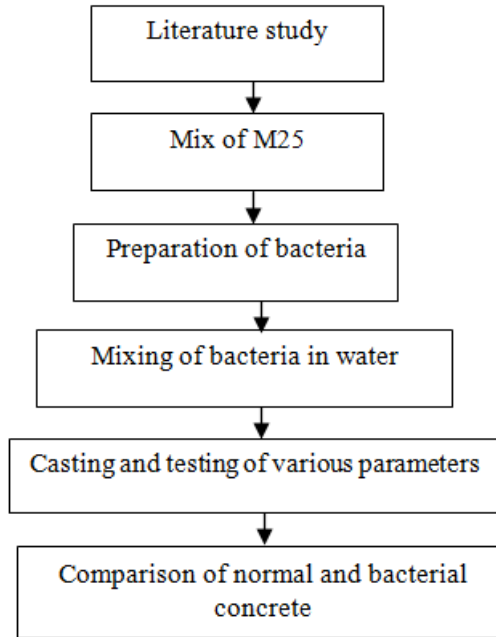 Literature study
Mix of M25
Preparation of bacteria
Mixing of bacteria in water
Casting and testing of various parameters
Comparison of normal and bacterial
concrete